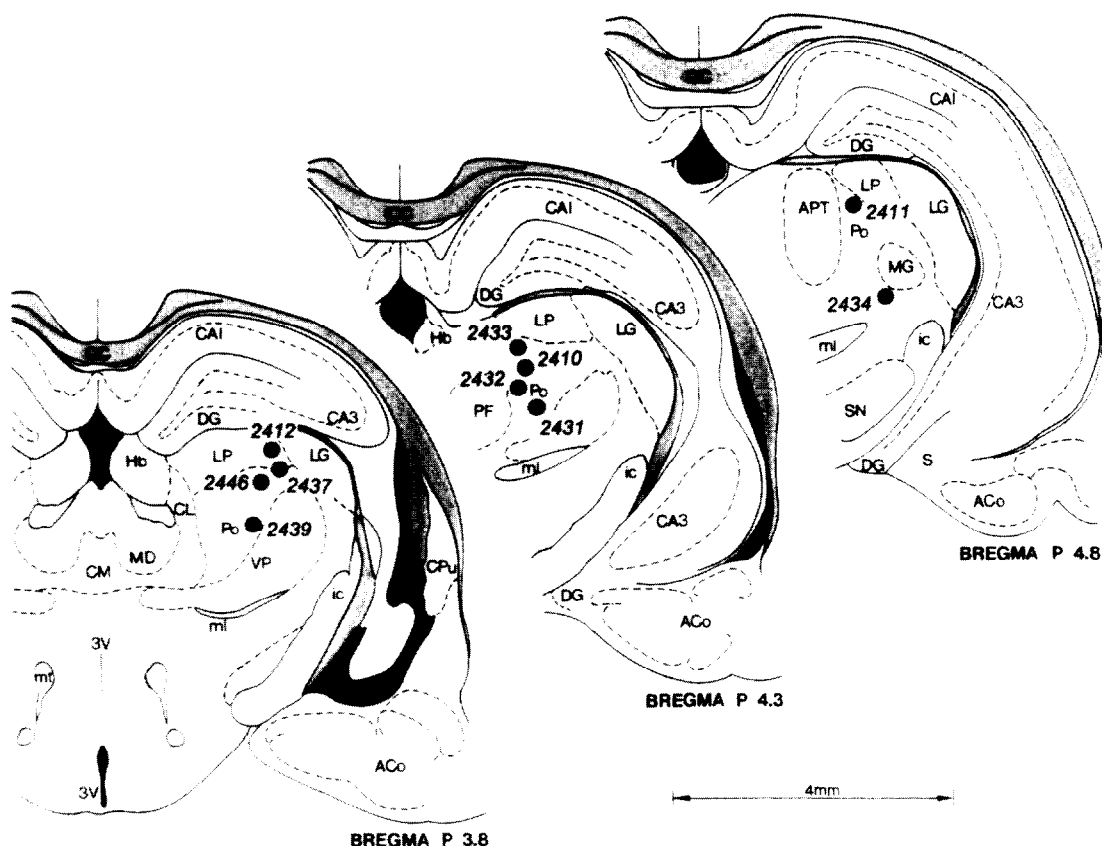 CA1
DG
LP
APT
2411
LG
Po
MG
2434
CA3
ml
ic
SN
DG
S
ACo
BREGMA P 4.8
CA1
DG
CA3
Hb
LP
LG
2433
2410
2432
Po
PF
2431
ml
ic
CA3
DG
ACo
BREGMA P 4.3
CA1
CA3
DG
2412
Hb
LP
LG
2446
2437
CL
Po
2439
MD
VP
CM
CPu
ic
ml
3V
mt
3V
ACo
BREGMA P 3.8
4mm